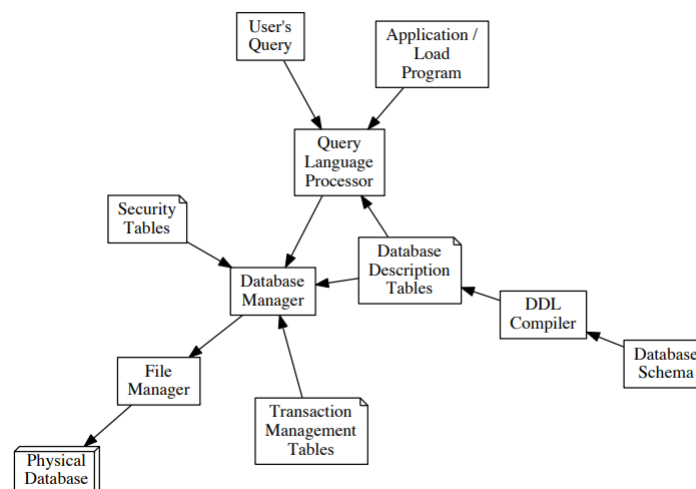 User's
Query
Application /
Load
Program
Query
Language
Processor
Security
Tables
Database
Description
Tables
Database
Manager
DDL
Compiler
Database
Schema
File
Manager
Transaction
Management
Tables
Physical
Database